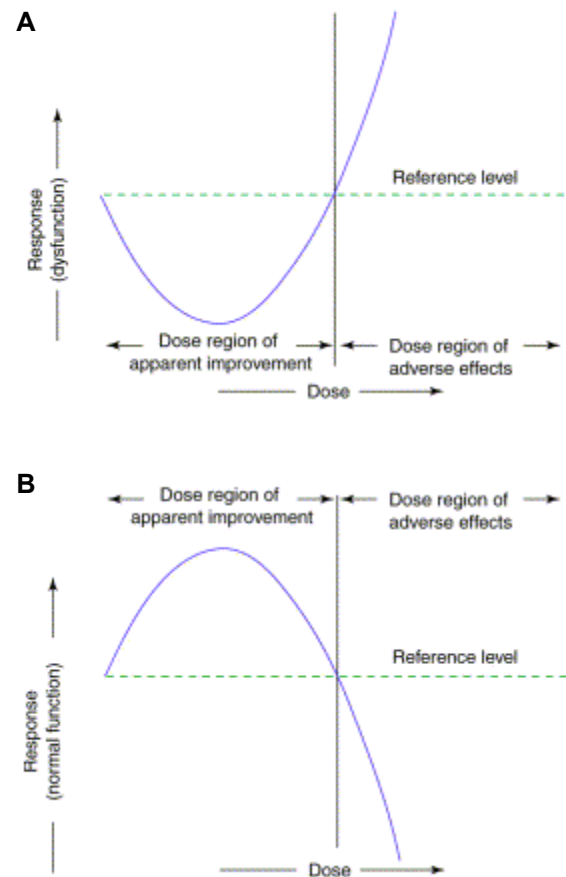 A
Response
(dysfunction)
Reference level
Dose region of
apparent improvement
Dose region of
adverse effects
Dose
B
Dose region of
apparent improvement
Dose region of
adverse effects
Response
(normal function)
Reference level
Dose